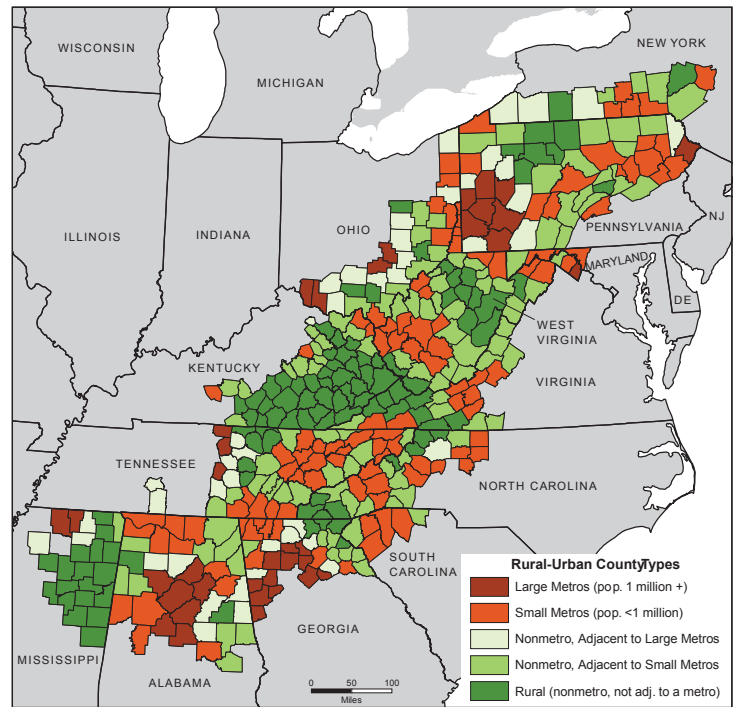 WISCONSIN
NEW YORK
MICHIGAN
ILLINOIS
INDIANA
OHIO
PENNSYLVANIA
NJ
MARYLAND
DE
WEST
VIRGINIA
KENTUCKY
VIRGINIA
TENNESSEE
NORTH CAROLINA
SOUTH
CAROLINA
GEORGIA
MISSISSIPPI
ALABAMA
0 50 100
Miles
Rural-Urban CountyTypes
Large Metros (pop. 1 million +)
Small Metros (pop. <1 million)
Nonmetro, Adjacent to Large Metros
Nonmetro, Adjacent to Small Metros
Rural (nonmetro, not adj. to a metro)